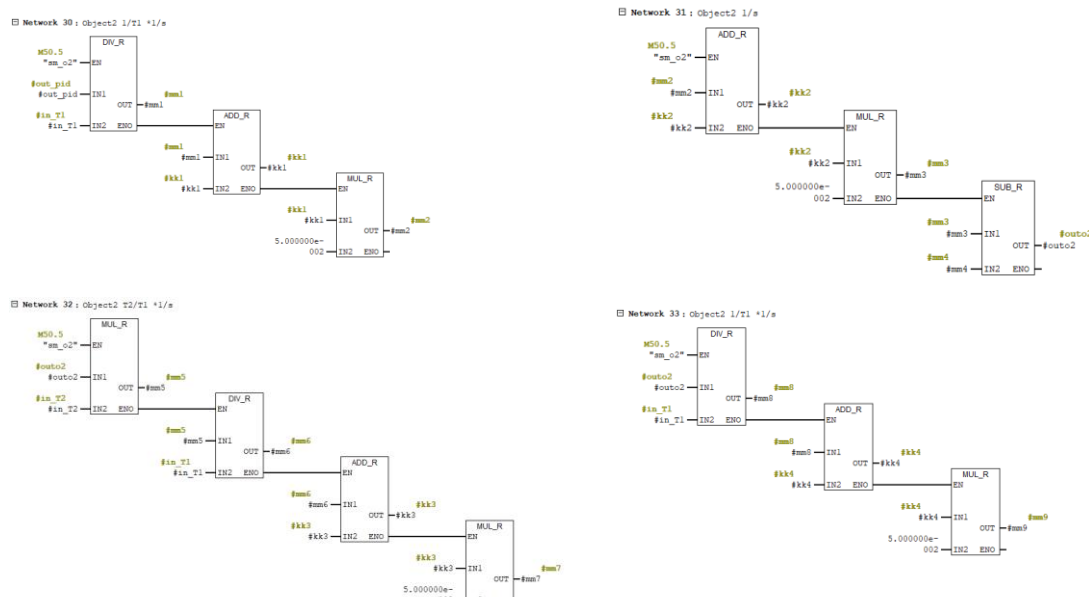 Network 30 : Object2 1/T1 *1/s
DIV_R
M50.5
"sm_o2" EN
#out_pid #mm1
#out_pid IN1
OUT #mm1
#in_T1
#in_T1 IN2 ENO
ADD_R
EN
#mm1
#mm1 IN1 #kk1
OUT #kk1
#kk1
#kk1 IN2 ENO
MUL_R
EN
#kk1
#kk1 IN1 #mm2
OUT #mm2
5.000000e-
002 IN2 ENO
Network 31 : Object2 1/s
ADD_R
M50.5
"sm_o2" EN
#mm2
#mm2 IN1 #kk2
OUT #kk2
#kk2
#kk2 IN2 ENO
MUL_R
EN
#kk2
#kk2 IN1 #mm3
OUT #mm3
5.000000e-
002 IN2 ENO
SUB_R
EN
#mm3
#mm3 IN1 #outo2
OUT #outo2
#mm4
#mm4 IN2 ENO
Network 32 : Object2 T2/T1 *1/s
MUL_R
M50.5
"sm_o2" EN
#outo2
#outo2 IN1 #mm5
OUT #mm5
#in_T2
#in_T2 IN2 ENO
DIV_R
EN
#mm5
#mm5 IN1 #mm6
OUT #mm6
#in_T1
#in_T1 IN2 ENO
ADD_R
EN
#mm6
#mm6 IN1 #kk3
OUT #kk3
#kk3
#kk3 IN2 ENO
MUL_R
EN
#kk3
#kk3 IN1 #mm7
OUT #mm7
5.000000e-
Network 33 : Object2 1/T1 *1/s
DIV_R
M50.5
"sm_o2" EN
#outo2
#outo2 IN1 #mm8
OUT #mm8
#in_T1
#in_T1 IN2 ENO
ADD_R
EN
#mm8
#mm8 IN1 #kk4
OUT #kk4
#kk4
#kk4 IN2 ENO
MUL_R
EN
#kk4
#kk4 IN1 #mm9
OUT #mm9
5.000000e-
002 IN2 ENO